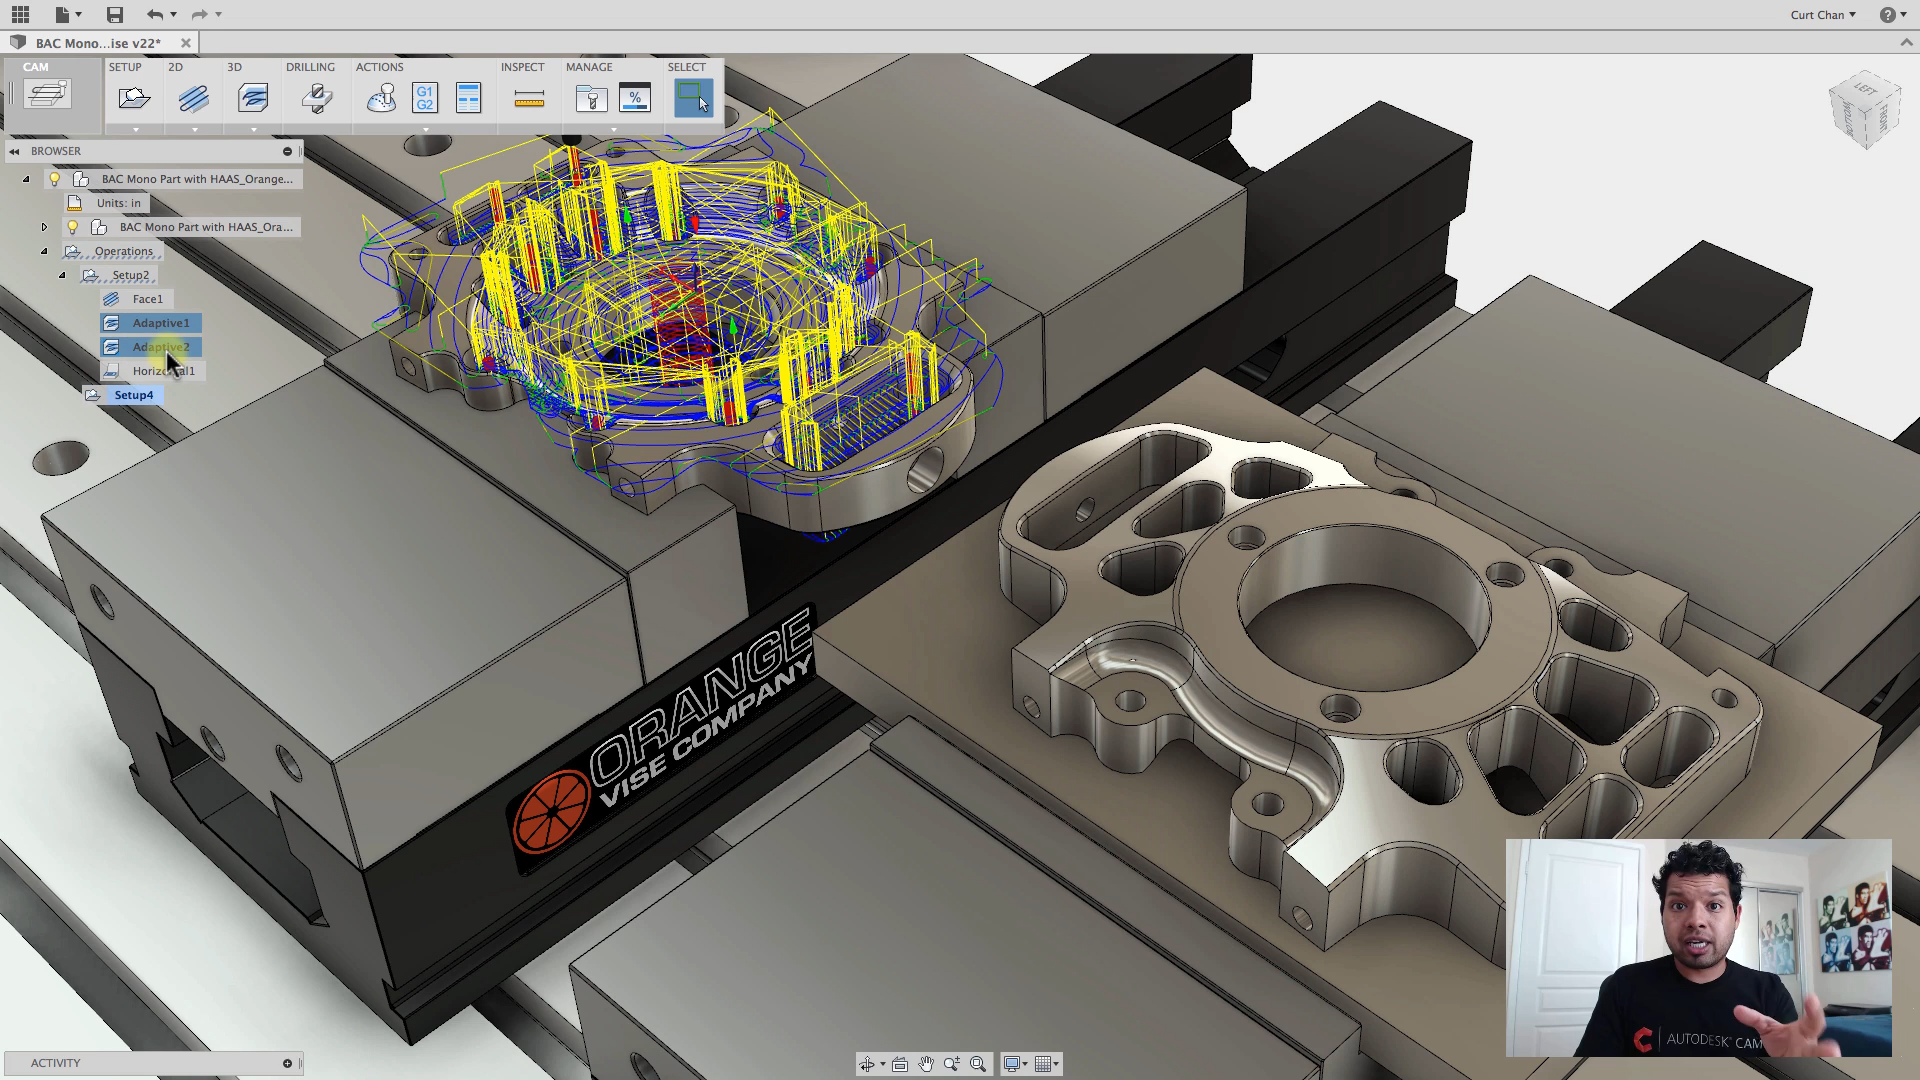 Curt Chan
BAC Mono...ise v22*
CAM
SETUP
2D
3D
DRILLING
ACTIONS
INSPECT
MANAGE
SELECT
G1
G2
%
BROWSER
BAC Mono Part with HAAS_Orange...
Units: in
BAC Mono Part with HAAS_Ora...
Operations
Setup2
Face1
Adaptive1
Adaptive2
Setup4
LEFT
ORANGE
VISE COMPANY
AUTODESK® CAM
ACTIVITY